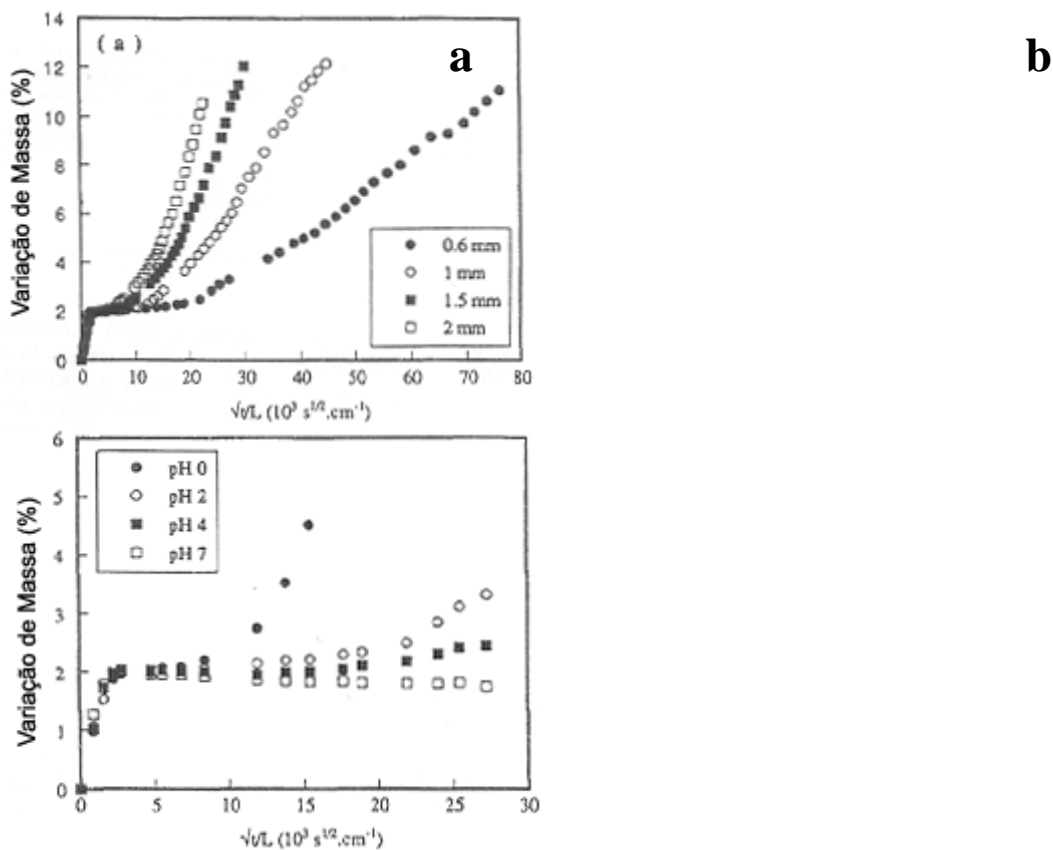 14
( a )
a
b
12
10
8
6
4
2
0
Variação de Massa (%)
0.6 mm
1 mm
1.5 mm
2 mm
0 10 20 30 40 50 60 70 80
√t/L (10³ s^1/2.cm⁻¹)
6
5
4
3
2
1
0
Variação de Massa (%)
pH 0
pH 2
pH 4
pH 7
0 5 10 15 20 25 30
√t/L (10³ s^1/2.cm⁻¹)